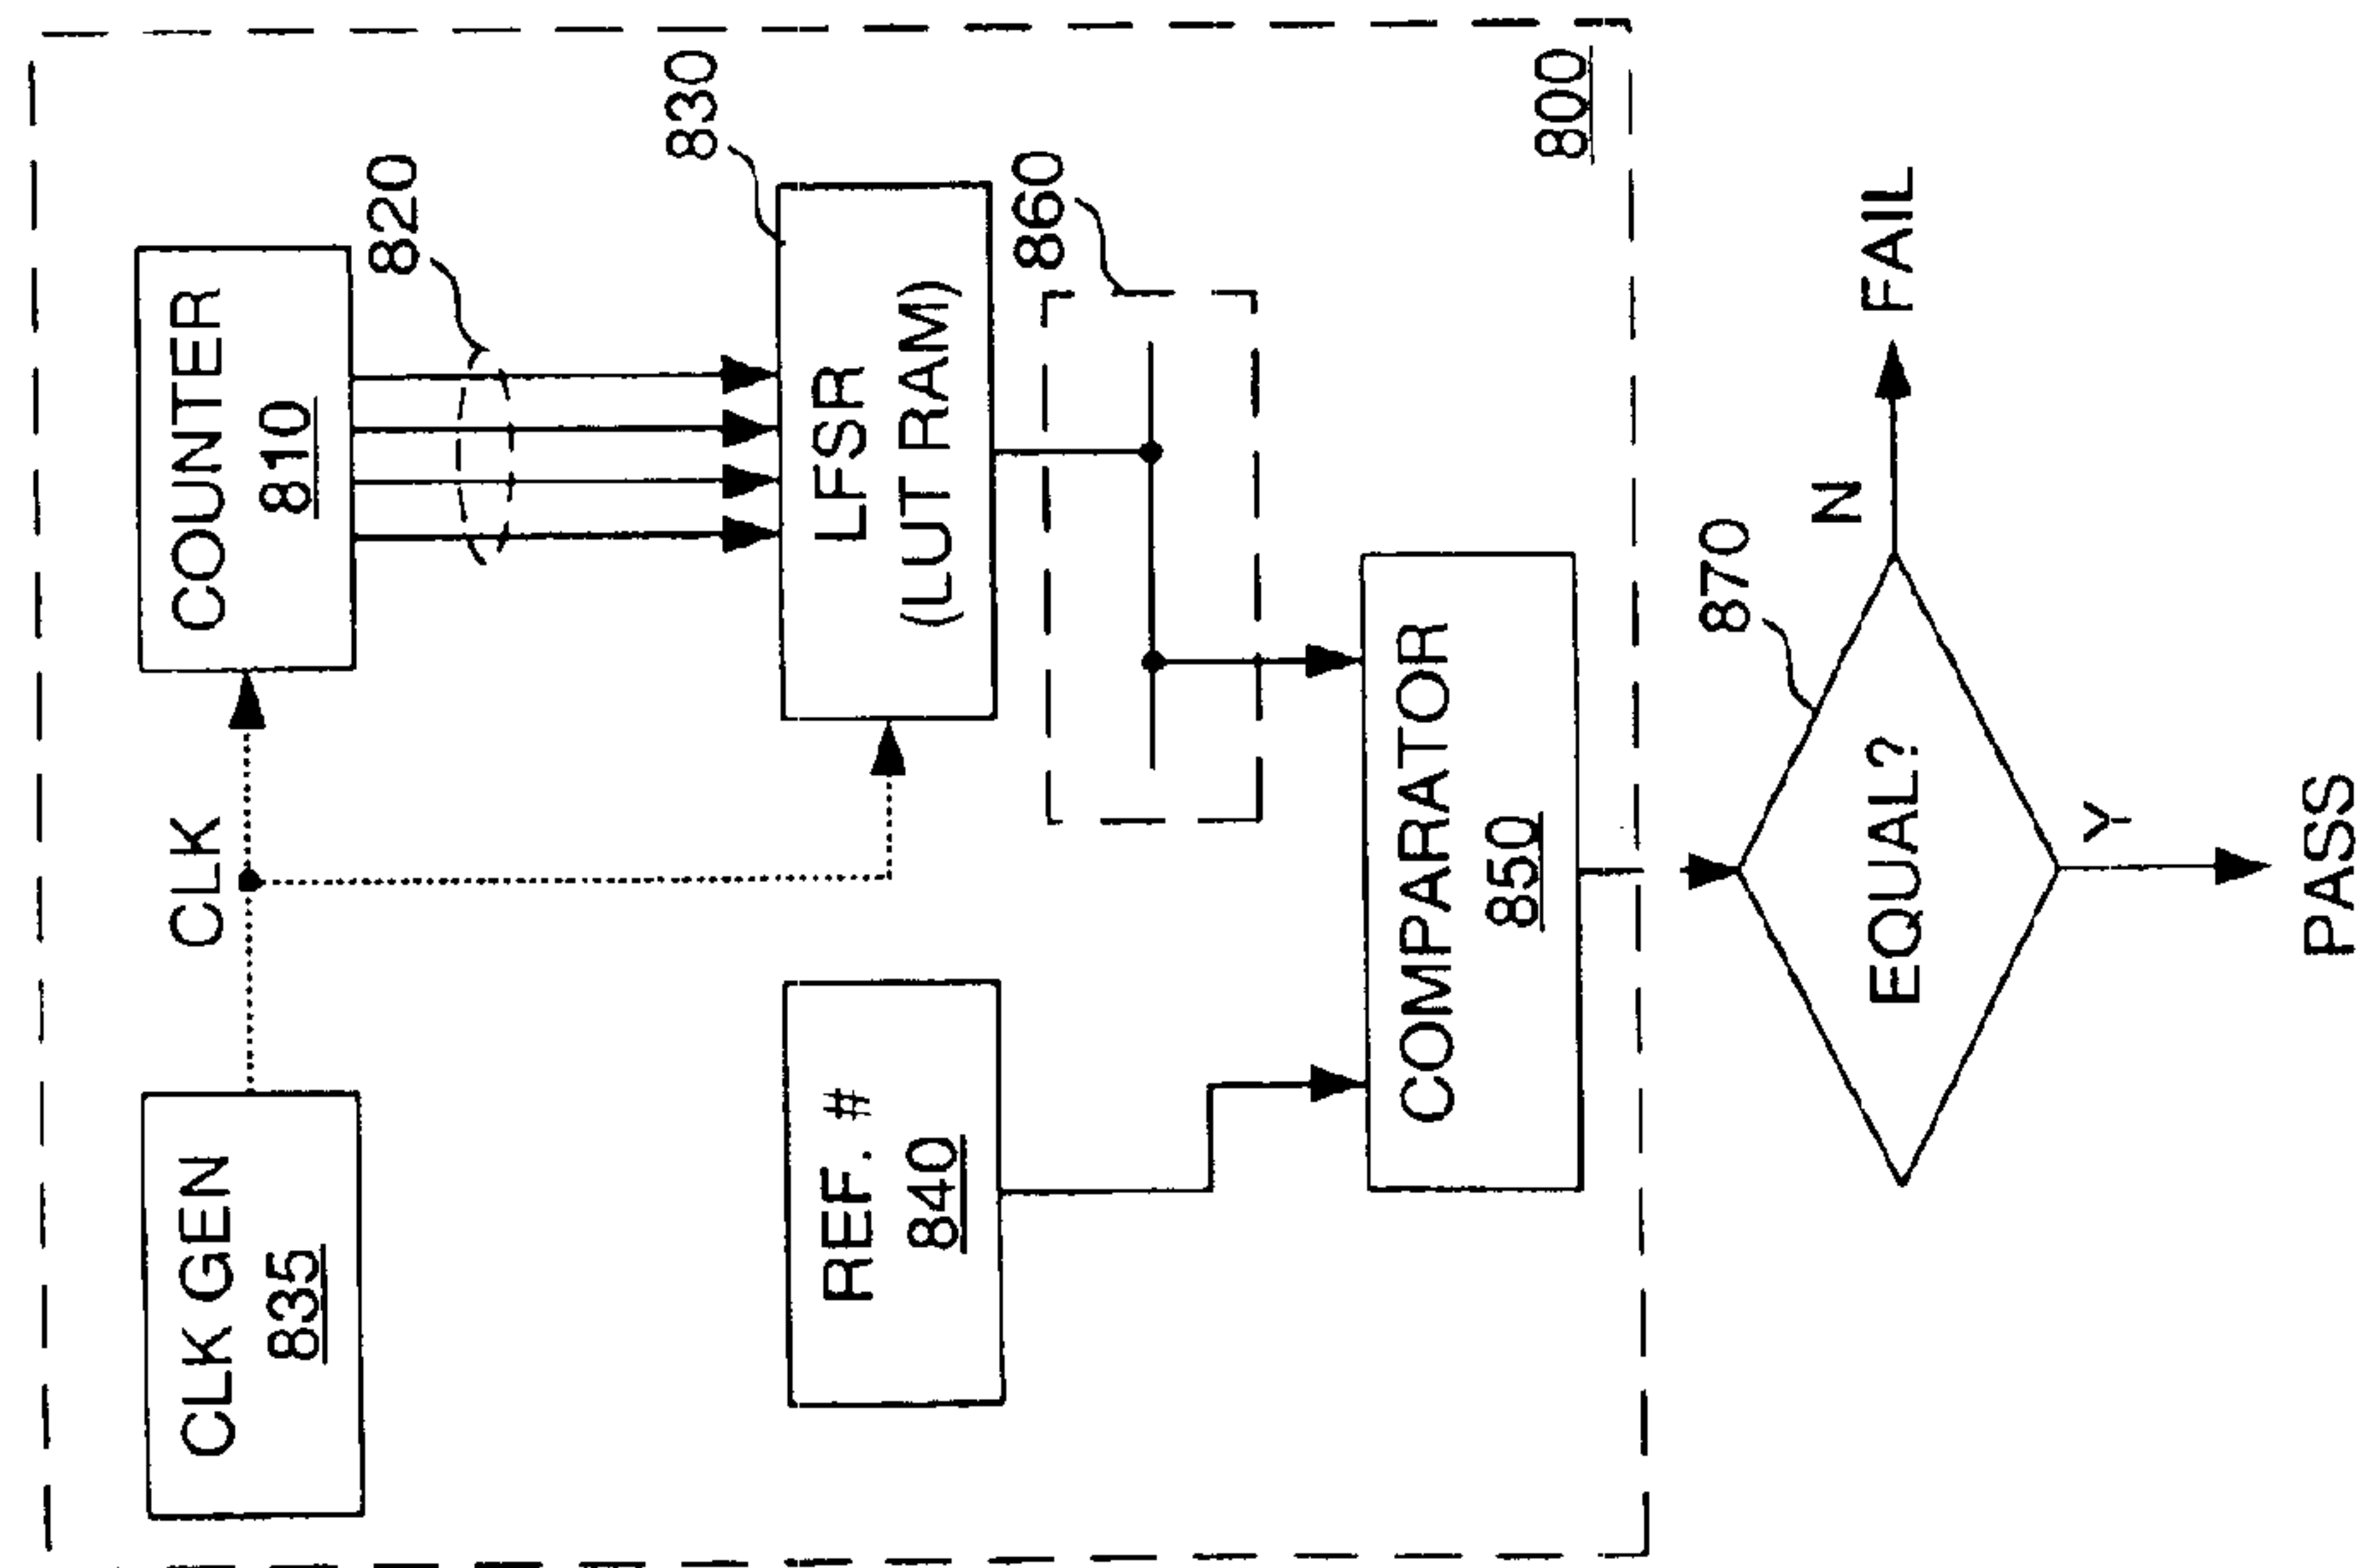 CLK GEN
835
CLK
COUNTER
810
820
830
REF. #
840
LFSR
(LUT RAM)
860
COMPARATOR
850
800
870
EQUAL?
N
FAIL
Y
PASS